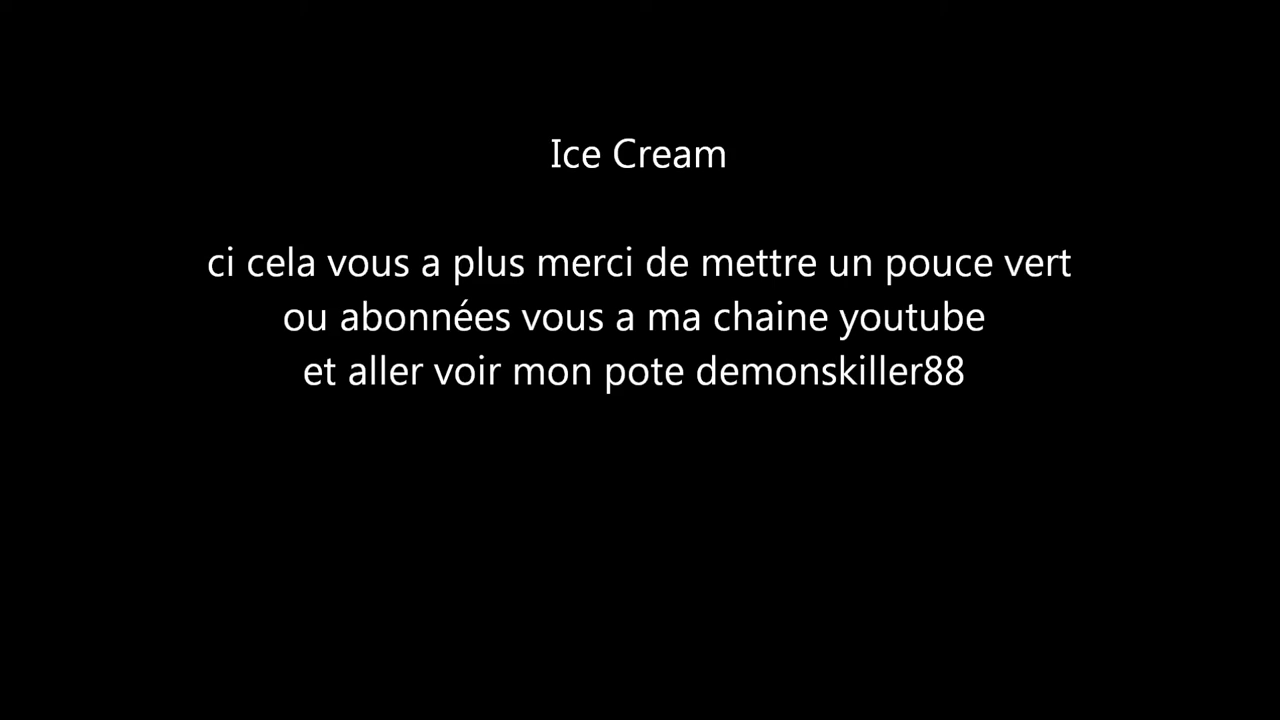 Ice Cream
ci cela vous a plus merci de mettre un pouce vert
ou abonnées vous a ma chaine youtube
et aller voir mon pote demonskiller88